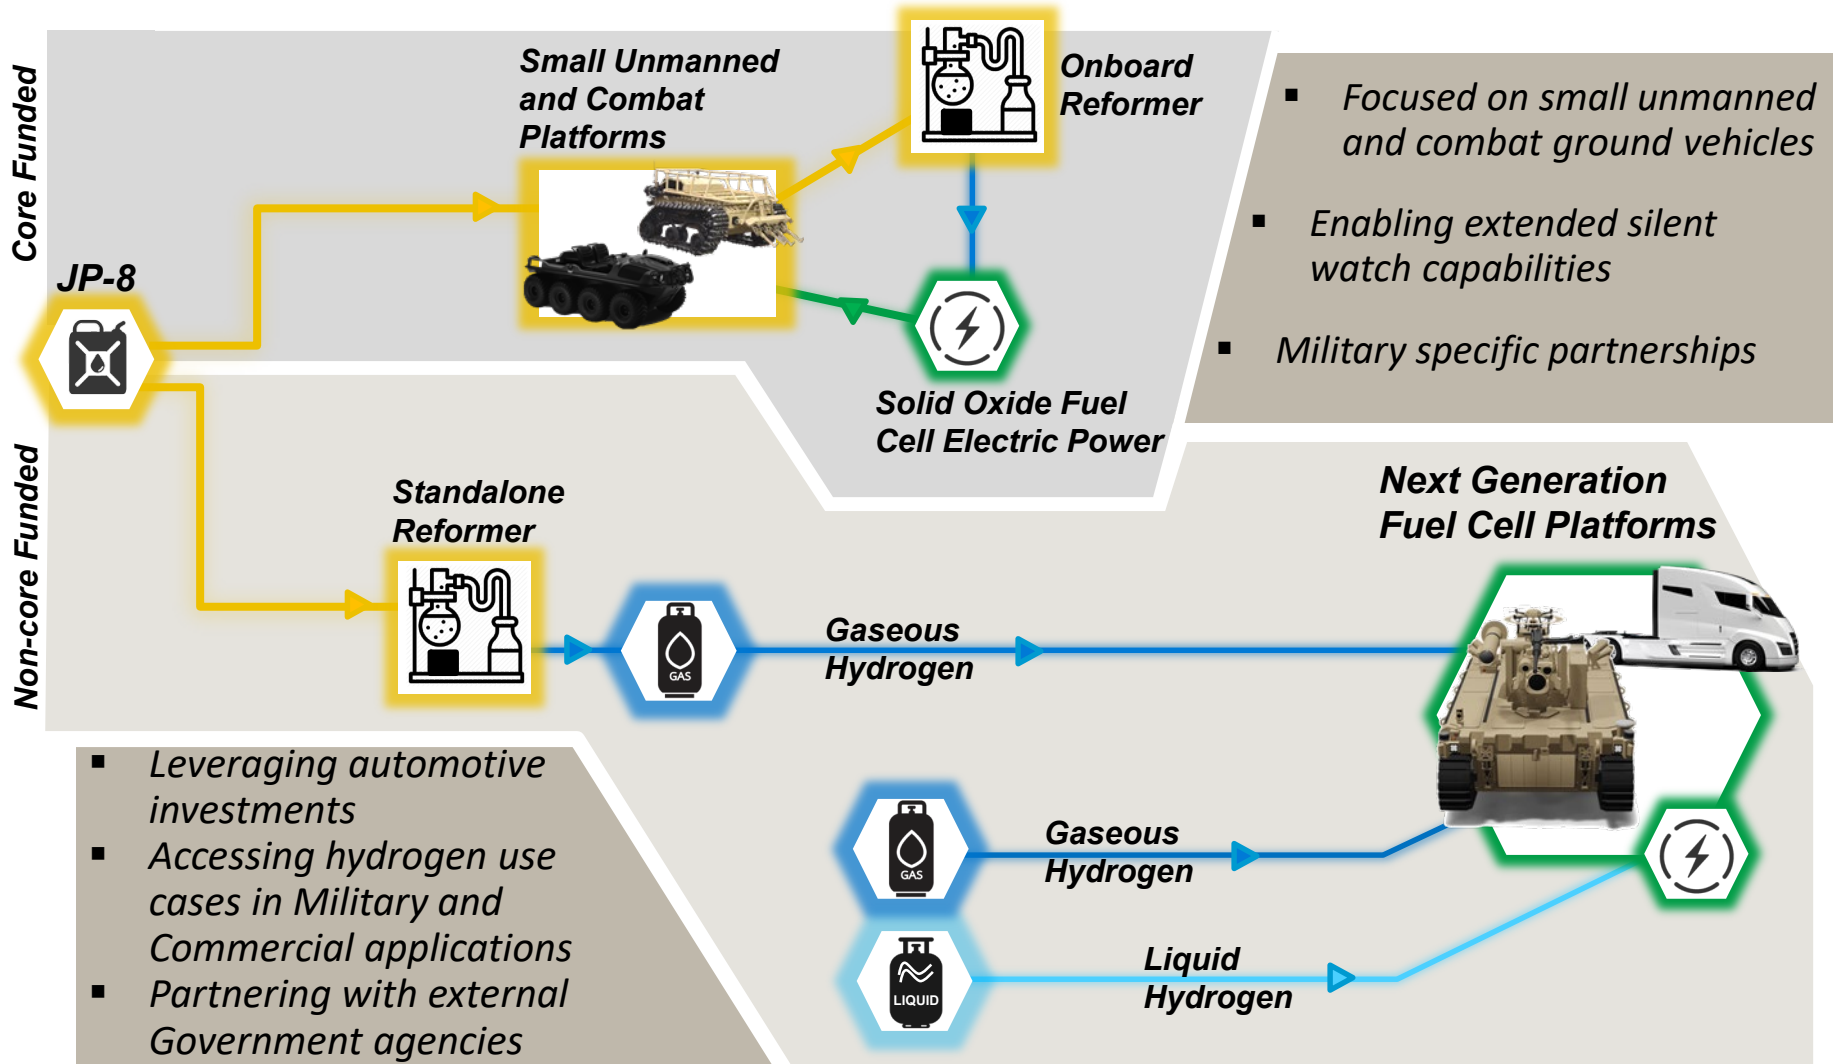 Core Funded
Small Unmanned
and Combat
Platforms
Onboard
Reformer
▪ Focused on small unmanned
and combat ground vehicles
▪ Enabling extended silent
watch capabilities
▪ Military specific partnerships
JP-8
Solid Oxide Fuel
Cell Electric Power
Non-core Funded
Standalone
Reformer
GAS
Gaseous
Hydrogen
Next Generation
Fuel Cell Platforms
▪ Leveraging automotive
investments
▪ Accessing hydrogen use
cases in Military and
Commercial applications
▪ Partnering with external
Government agencies
GAS
Gaseous
Hydrogen
LIQUID
Liquid
Hydrogen